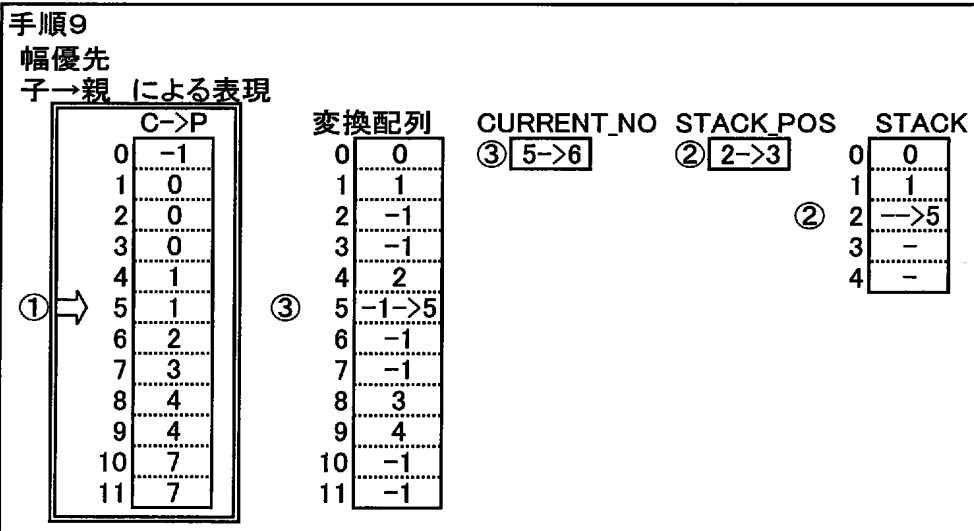 手順9
幅優先
子→親 による表現
C->P 変換配列 CURRENT_NO STACK_POS STACK
0 -1 0 0 ③ 5->6 ② 2->3 0 0
1 0 1 1 1 1
2 0 2 -1 ② 2 -->5
3 0 3 -1 3 -
4 1 4 2 4 -
① 5 1 ③ 5 -1->5
6 2 6 -1
7 3 7 -1
8 4 8 3
9 4 9 4
10 7 10 -1
11 7 11 -1